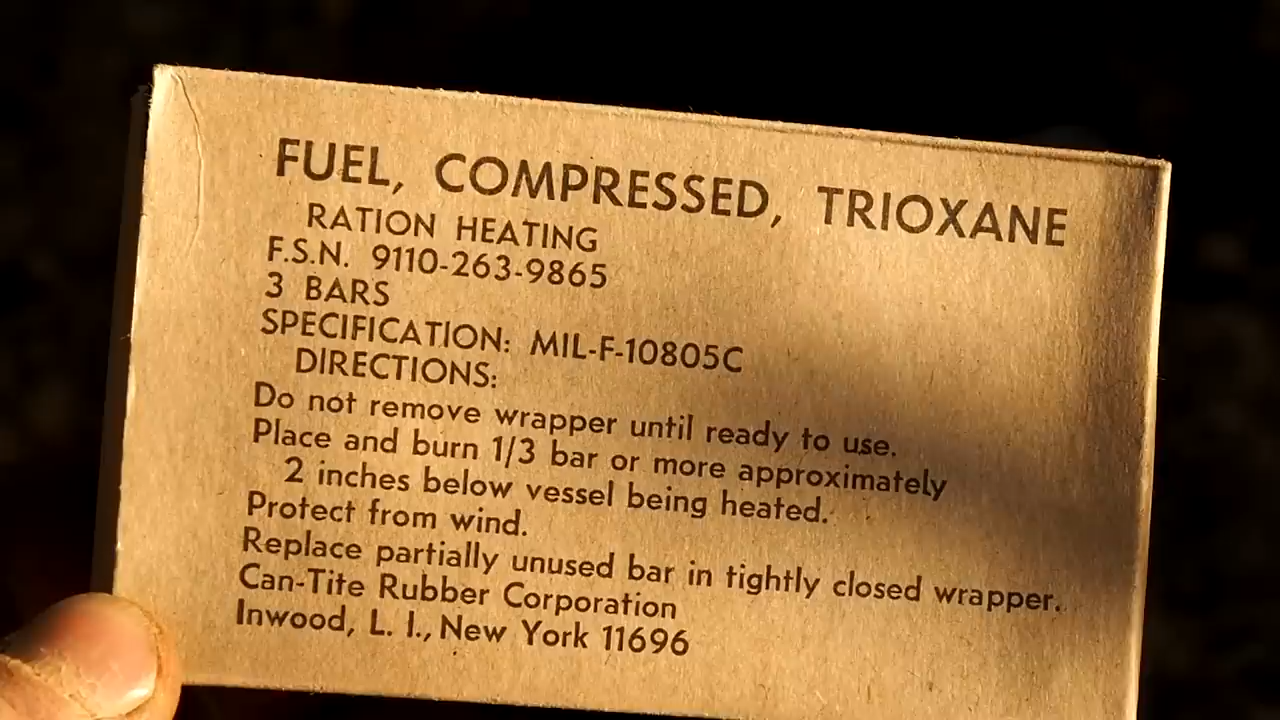 FUEL, COMPRESSED, TRIOXANE
RATION HEATING
F.S.N. 9110-263-9865
3 BARS
SPECIFICATION: MIL-F-10805C
DIRECTIONS:
Do not remove wrapper until ready to use.
Place and burn 1/3 bar or more approximately
2 inches below vessel being heated.
Protect from wind.
Replace partially unused bar in tightly closed wrapper.
Can-Tite Rubber Corporation
Inwood, L. I., New York 11696